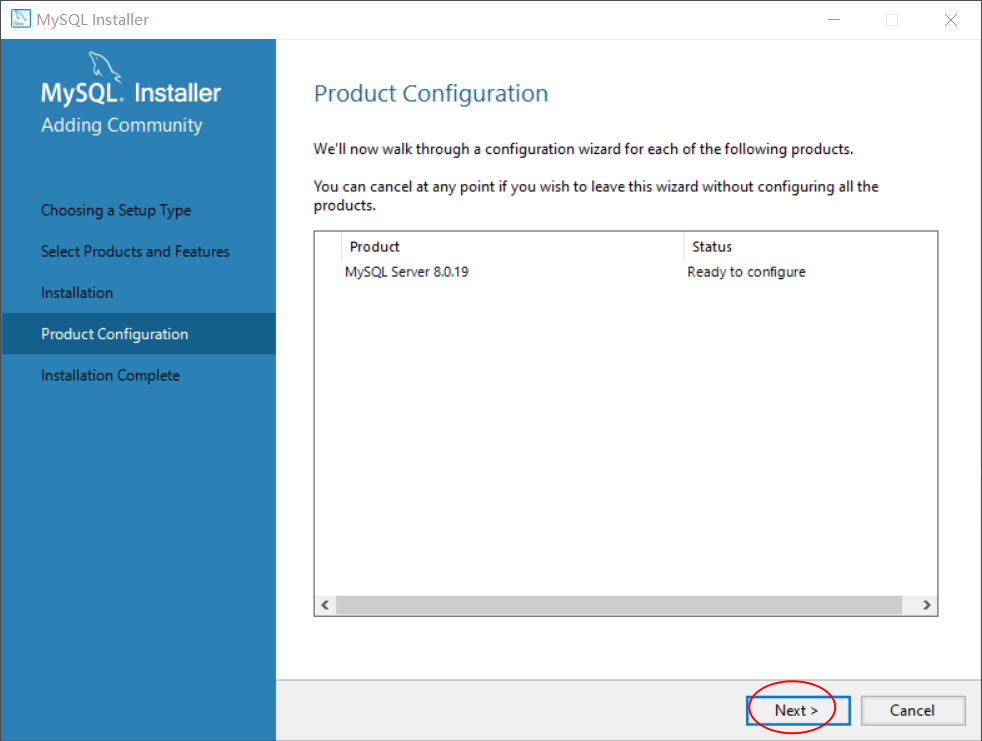 MySQL Installer
MySQL. Installer
Adding Community
Choosing a Setup Type
Select Products and Features
Installation
Product Configuration
Installation Complete
Product Configuration
We'll now walk through a configuration wizard for each of the following products.
You can cancel at any point if you wish to leave this wizard without configuring all the
products.
Product Status
MySQL Server 8.0.19 Ready to configure
Next > Cancel